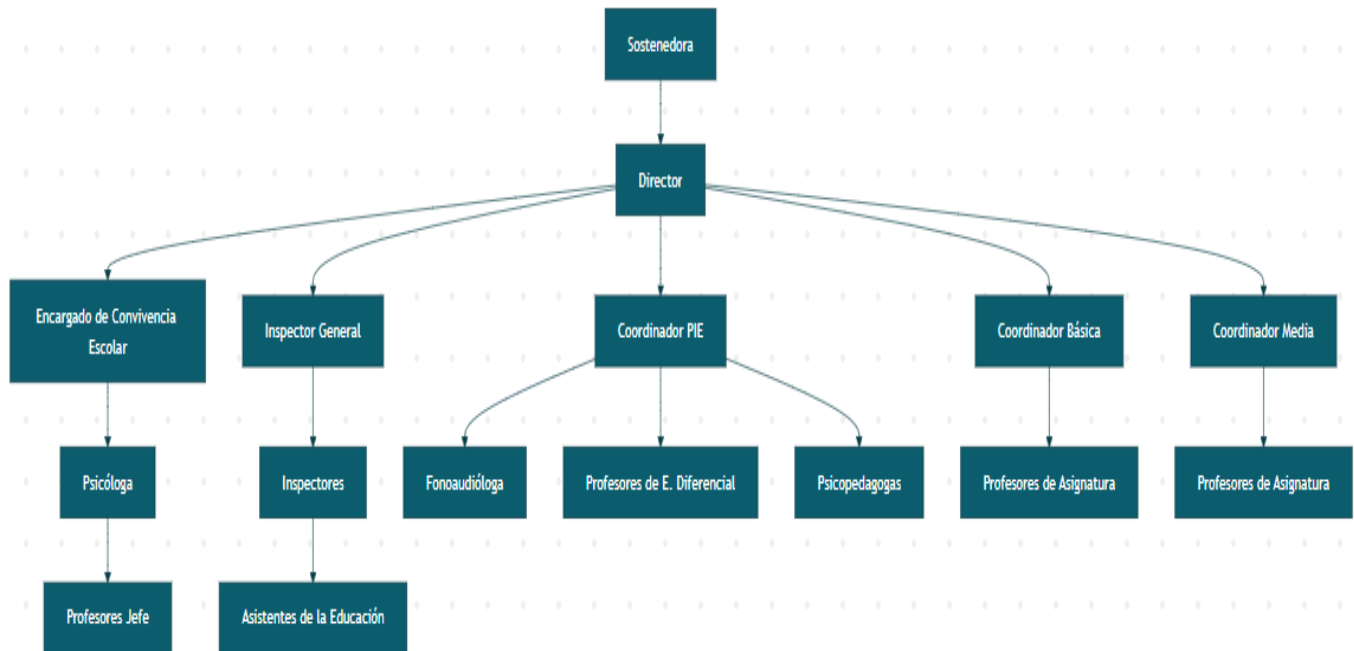 Sostenedora
Director
Encargado de Convivencia
Escolar
Inspector General
Coordinador PIE
Coordinador Básica
Coordinador Media
Psicóloga
Inspectores
Fonoaudióloga
Profesores de E. Diferencial
Psicopedagogas
Profesores de Asignatura
Profesores de Asignatura
Profesores Jefe
Asistentes de la Educación